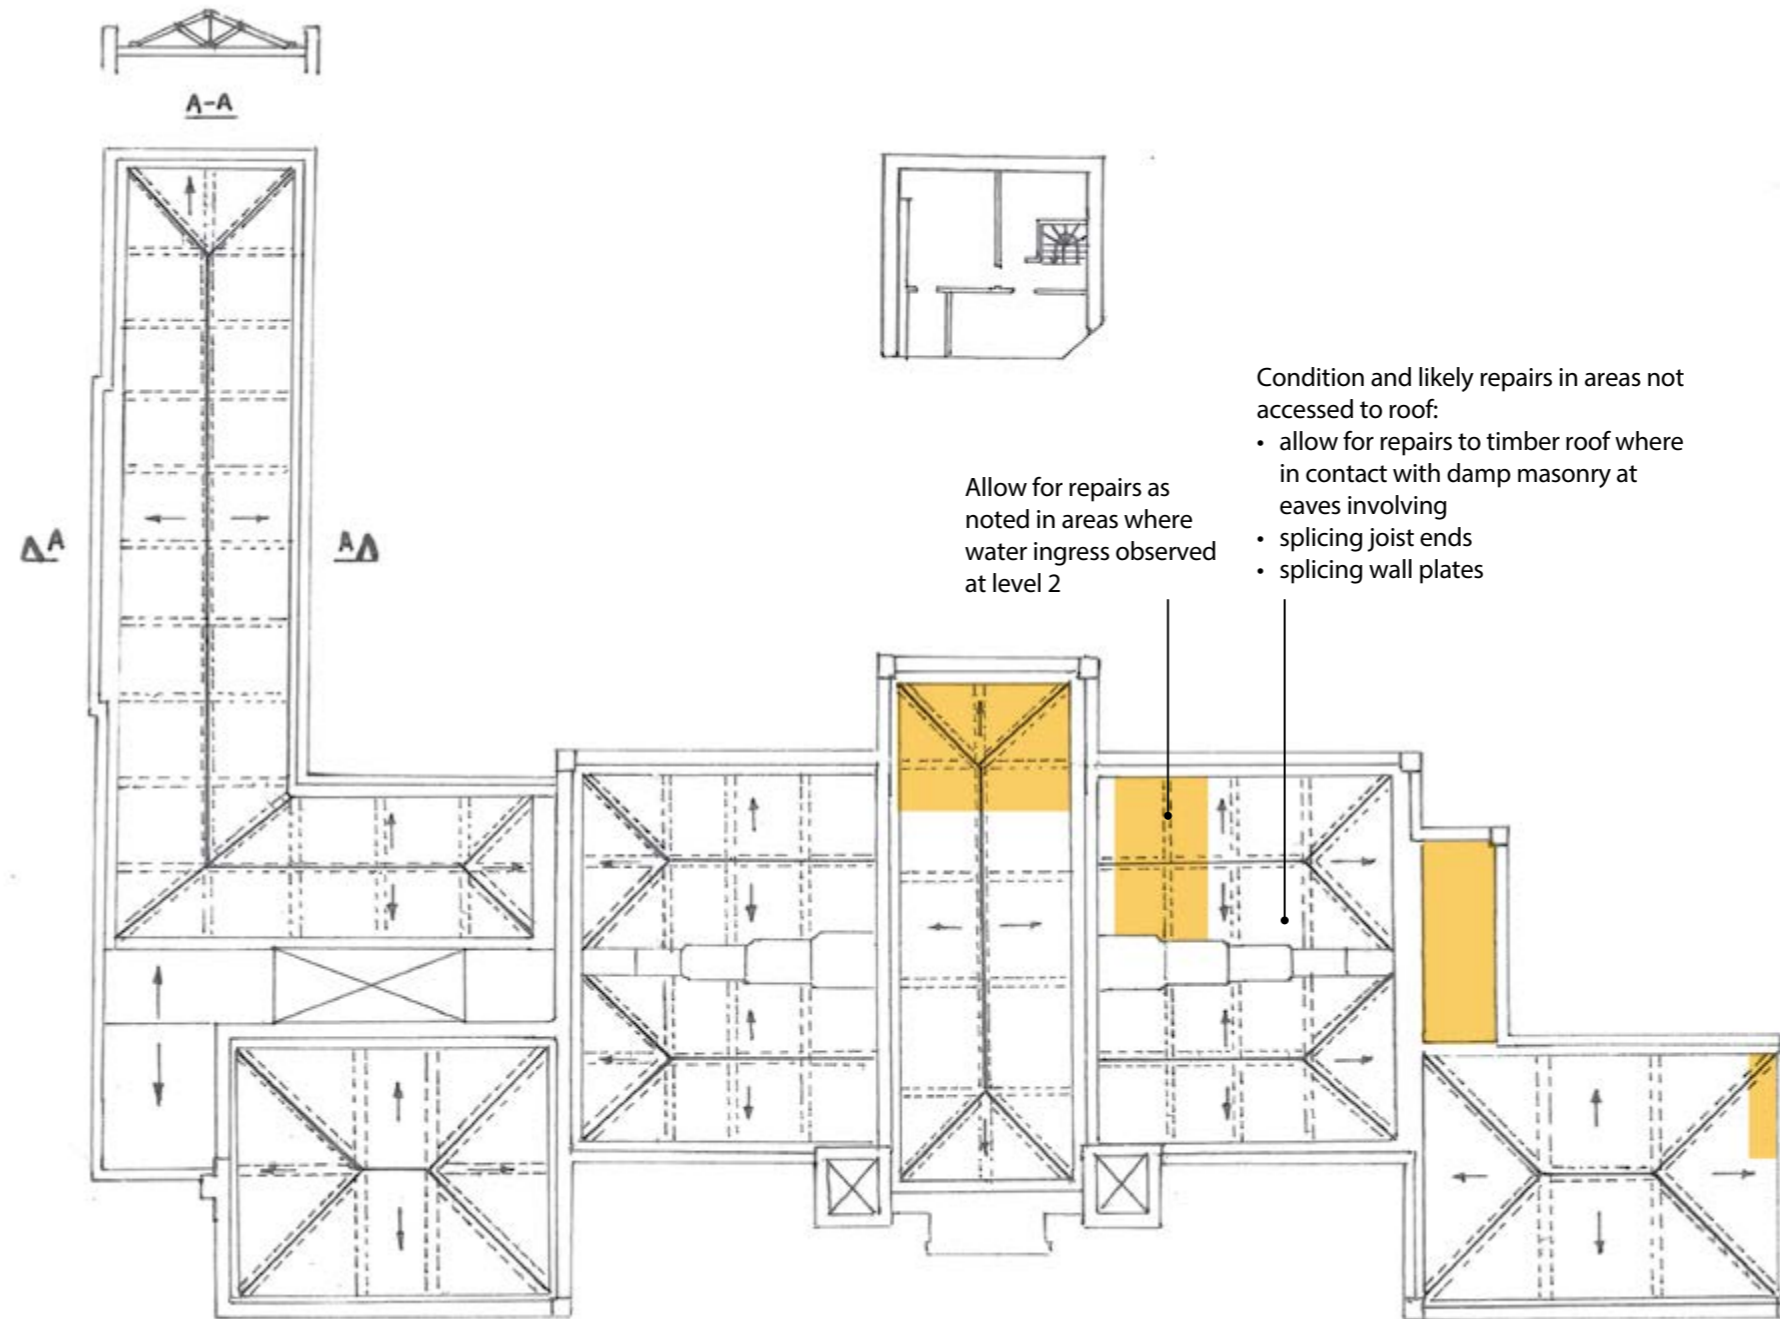 A-A
A
A
Condition and likely repairs in areas not
accessed to roof:
• allow for repairs to timber roof where
in contact with damp masonry at
eaves involving
• splicing joist ends
• splicing wall plates
Allow for repairs as
noted in areas where
water ingress observed
at level 2